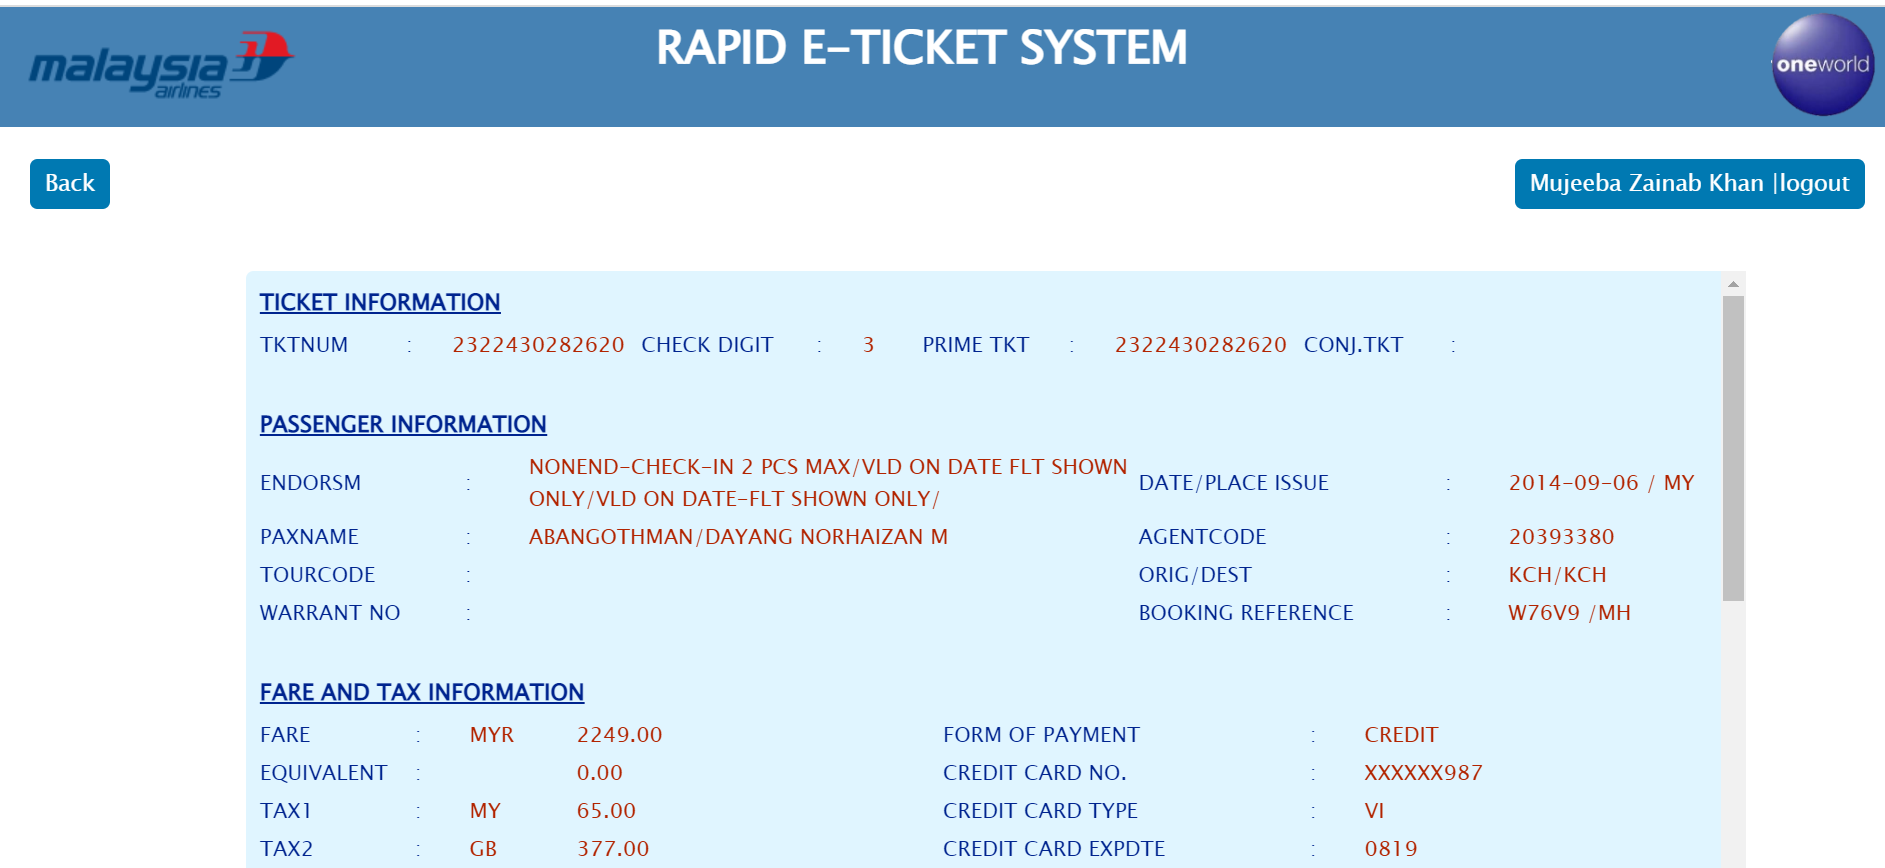 malaysia airlines
RAPID E-TICKET SYSTEM
oneworld
Back
Mujeeba Zainab Khan |logout
TICKET INFORMATION
TKTNUM : 2322430282620 CHECK DIGIT : 3 PRIME TKT : 2322430282620 CONJ.TKT :
PASSENGER INFORMATION
ENDORSM : NONEND-CHECK-IN 2 PCS MAX/VLD ON DATE FLT SHOWN
ONLY/VLD ON DATE-FLT SHOWN ONLY/
DATE/PLACE ISSUE : 2014-09-06 / MY
PAXNAME : ABANGOTHMAN/DAYANG NORHAIZAN M AGENTCODE : 20393380
TOURCODE : ORIG/DEST : KCH/KCH
WARRANT NO : BOOKING REFERENCE : W76V9 /MH
FARE AND TAX INFORMATION
FARE : MYR 2249.00 FORM OF PAYMENT : CREDIT
EQUIVALENT : 0.00 CREDIT CARD NO. : XXXXXX987
TAX1 : MY 65.00 CREDIT CARD TYPE : VI
TAX2 : GB 377.00 CREDIT CARD EXPDTE : 0819